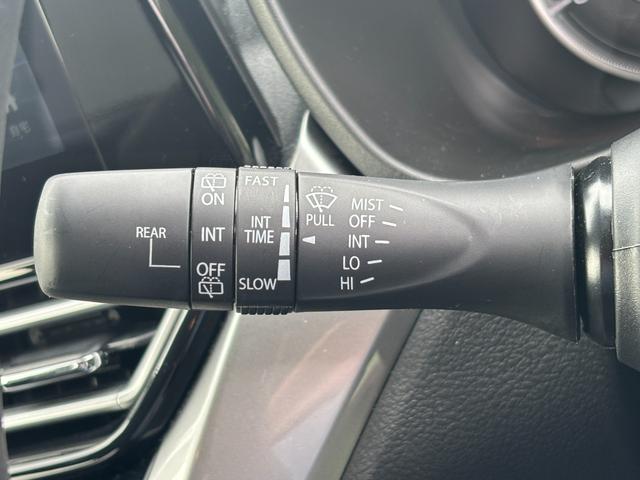 REAR
ON
INT
OFF
FAST
INT
TIME
SLOW
PULL
MIST
OFF
INT
LO
HI